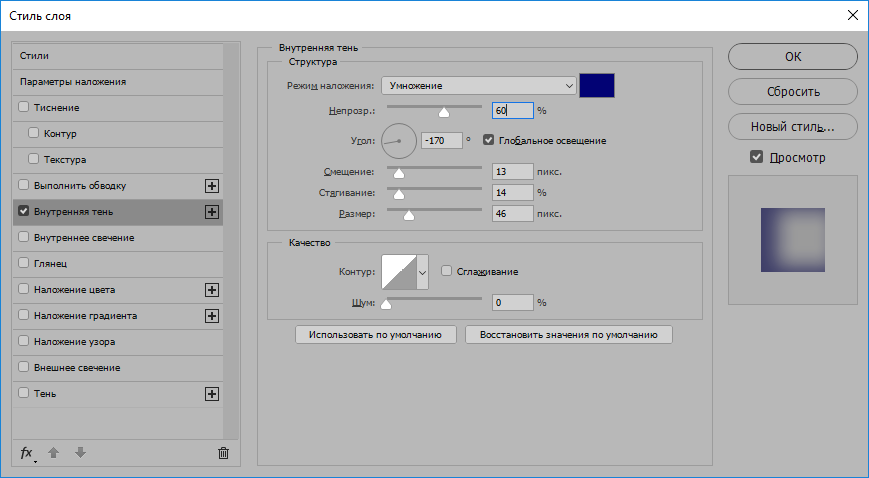 Стиль слоя
Стили
Параметры наложения
Тиснение
Контур
Текстура
Выполнить обводку
Внутренняя тень
Внутреннее свечение
Глянец
Наложение цвета
Наложение градиента
Наложение узора
Внешнее свечение
Тень
fx
Внутренняя тень
Структура
Режим наложения: Умножение
Непрозр.: 60 %
Угол: -170 ° Глобальное освещение
Смещение: 13 пикс.
Стягивание: 14 %
Размер: 46 пикс.
Качество
Контур: Сглаживание
Шум: 0 %
Использовать по умолчанию Восстановить значения по умолчанию
ОК
Сбросить
Новый стиль...
Просмотр